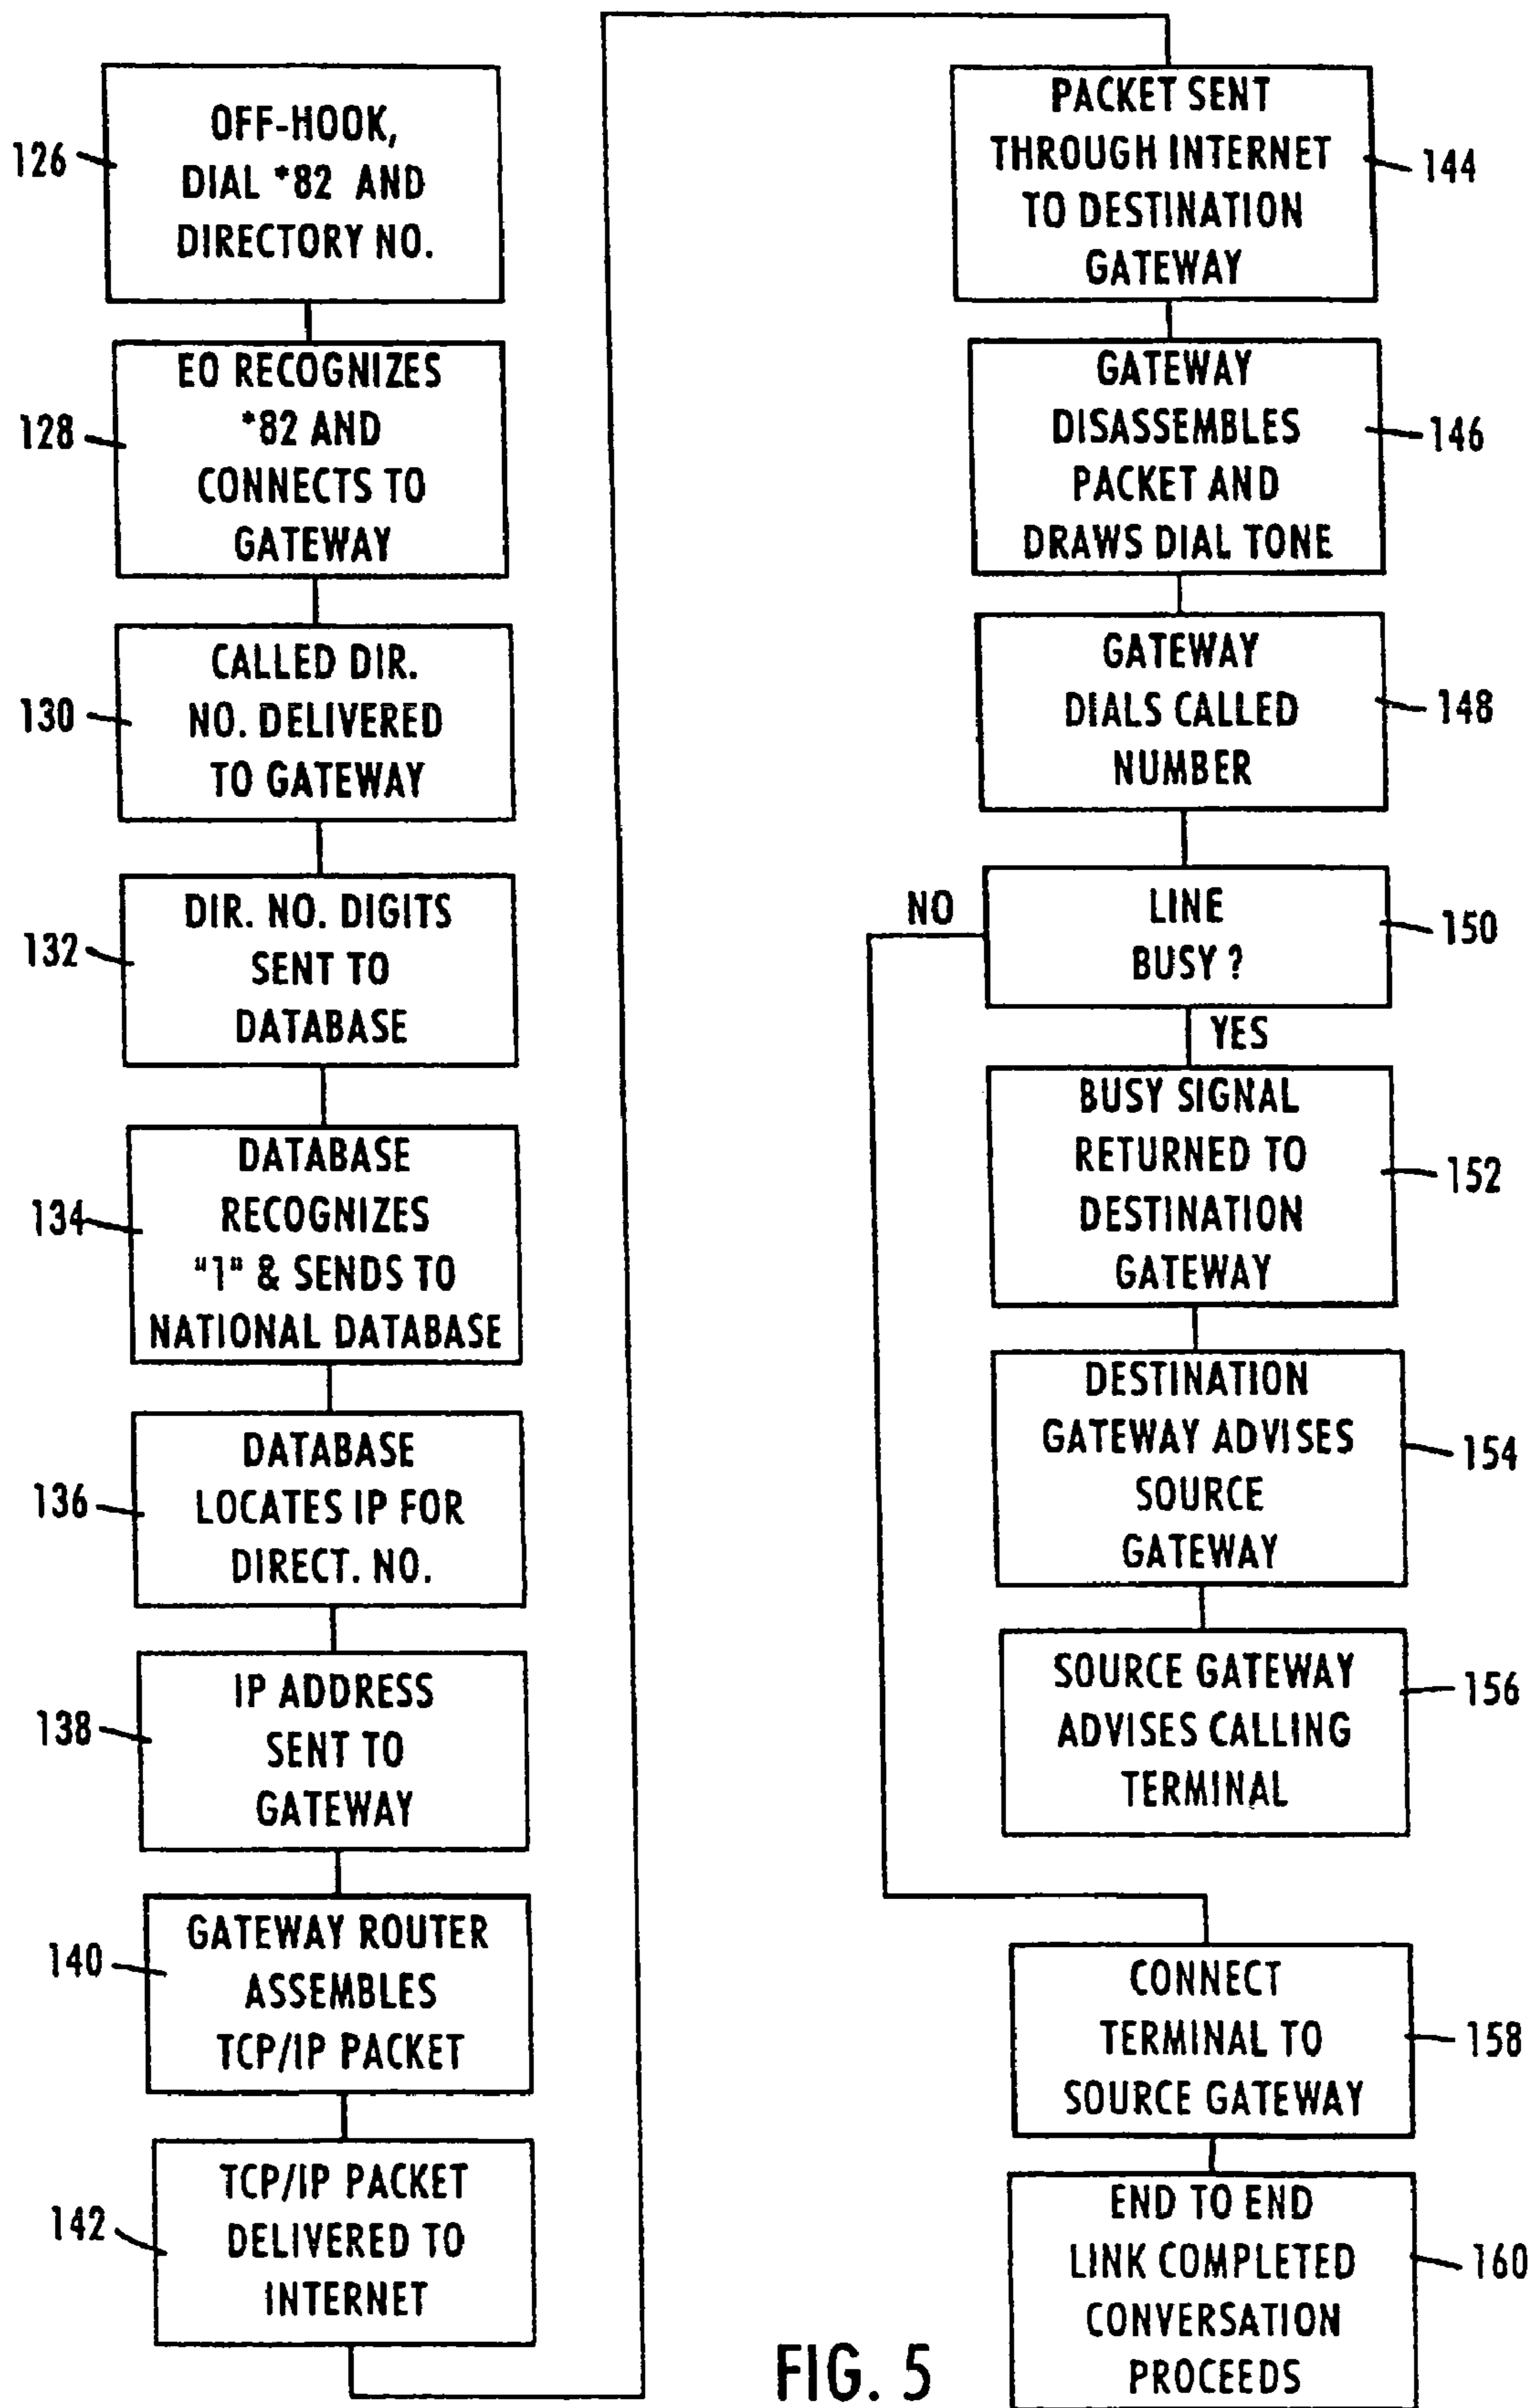 126
OFF-HOOK,
DIAL *82 AND
DIRECTORY NO.
128
EO RECOGNIZES
*82 AND
CONNECTS TO
GATEWAY
130
CALLED DIR.
NO. DELIVERED
TO GATEWAY
132
DIR. NO. DIGITS
SENT TO
DATABASE
134
DATABASE
RECOGNIZES
"1" & SENDS TO
NATIONAL DATABASE
136
DATABASE
LOCATES IP FOR
DIRECT. NO.
138
IP ADDRESS
SENT TO
GATEWAY
140
GATEWAY ROUTER
ASSEMBLES
TCP/IP PACKET
142
TCP/IP PACKET
DELIVERED TO
INTERNET
PACKET SENT
THROUGH INTERNET
TO DESTINATION
GATEWAY
144
GATEWAY
DISASSEMBLES
PACKET AND
DRAWS DIAL TONE
146
GATEWAY
DIALS CALLED
NUMBER
148
NO
LINE
BUSY ?
150
YES
BUSY SIGNAL
RETURNED TO
DESTINATION
GATEWAY
152
DESTINATION
GATEWAY ADVISES
SOURCE
GATEWAY
154
SOURCE GATEWAY
ADVISES CALLING
TERMINAL
156
CONNECT
TERMINAL TO
SOURCE GATEWAY
158
END TO END
LINK COMPLETED
CONVERSATION
PROCEEDS
160
FIG. 5